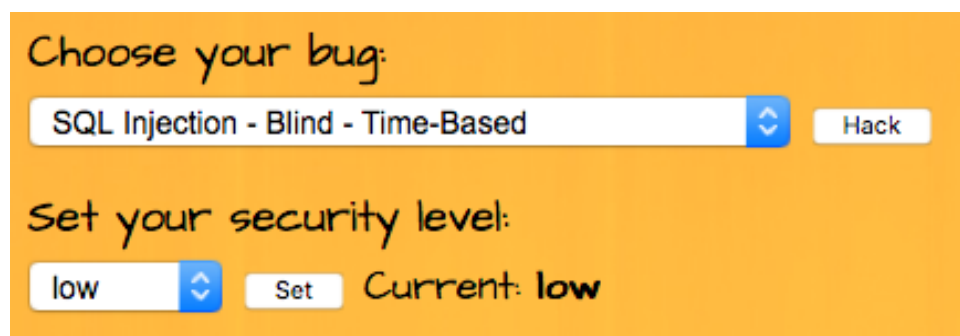 Choose your bug:
SQL Injection - Blind - Time-Based Hack
Set your security level:
low Set Current: low